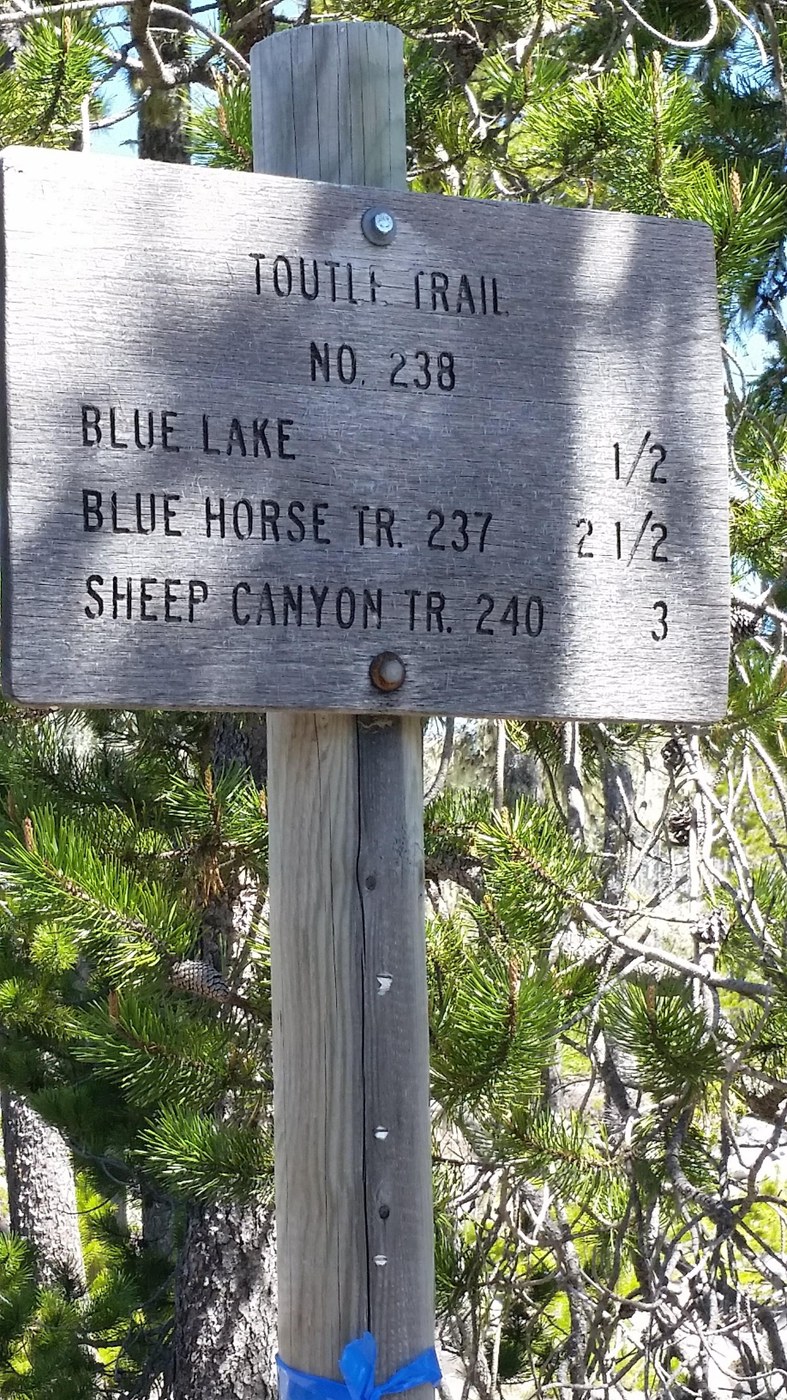 TOUTLE TRAIL
NO. 238
BLUE LAKE 1/2
BLUE HORSE TR. 237 2 1/2
SHEEP CANYON TR. 240 3